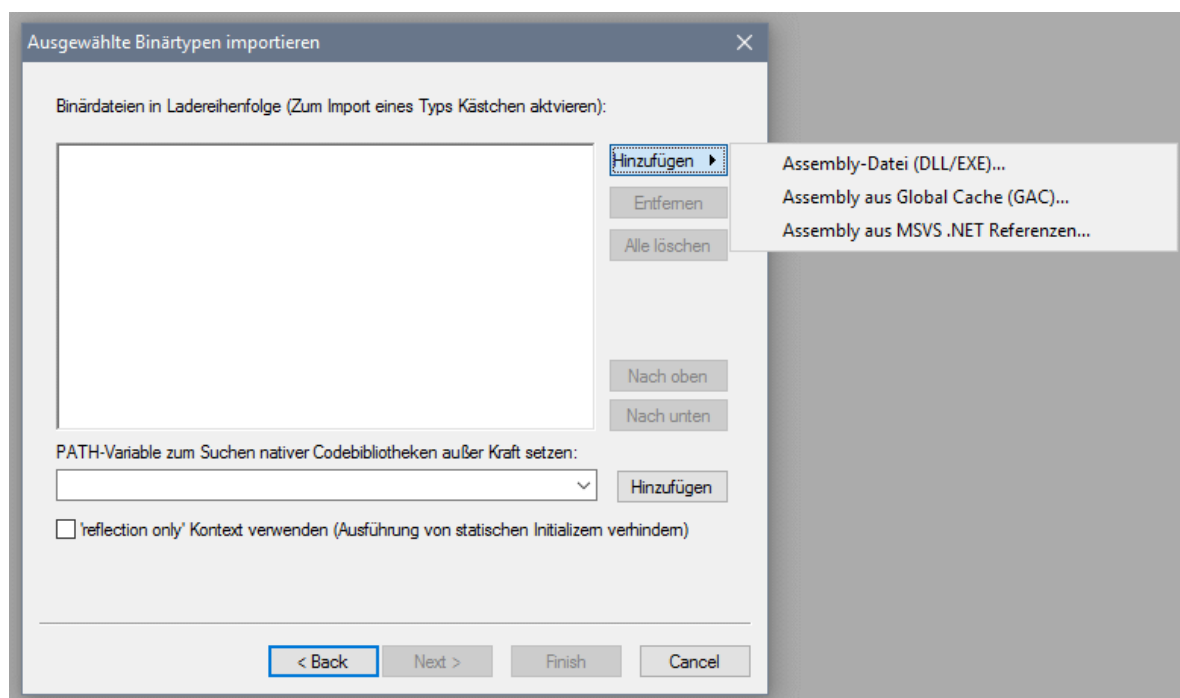 Ausgewählte Binärtypen importieren
Binärdateien in Ladereihenfolge (Zum Import eines Typs Kästchen aktvieren):
Hinzufügen
Assembly-Datei (DLL/EXE)...
Entfernen
Assembly aus Global Cache (GAC)...
Assembly aus MSVS .NET Referenzen...
Alle löschen
Nach oben
Nach unten
PATH-Variable zum Suchen nativer Codebibliotheken außer Kraft setzen:
Hinzufügen
'reflection only' Kontext verwenden (Ausführung von statischen Initializern verhindern)
< Back
Next >
Finish
Cancel